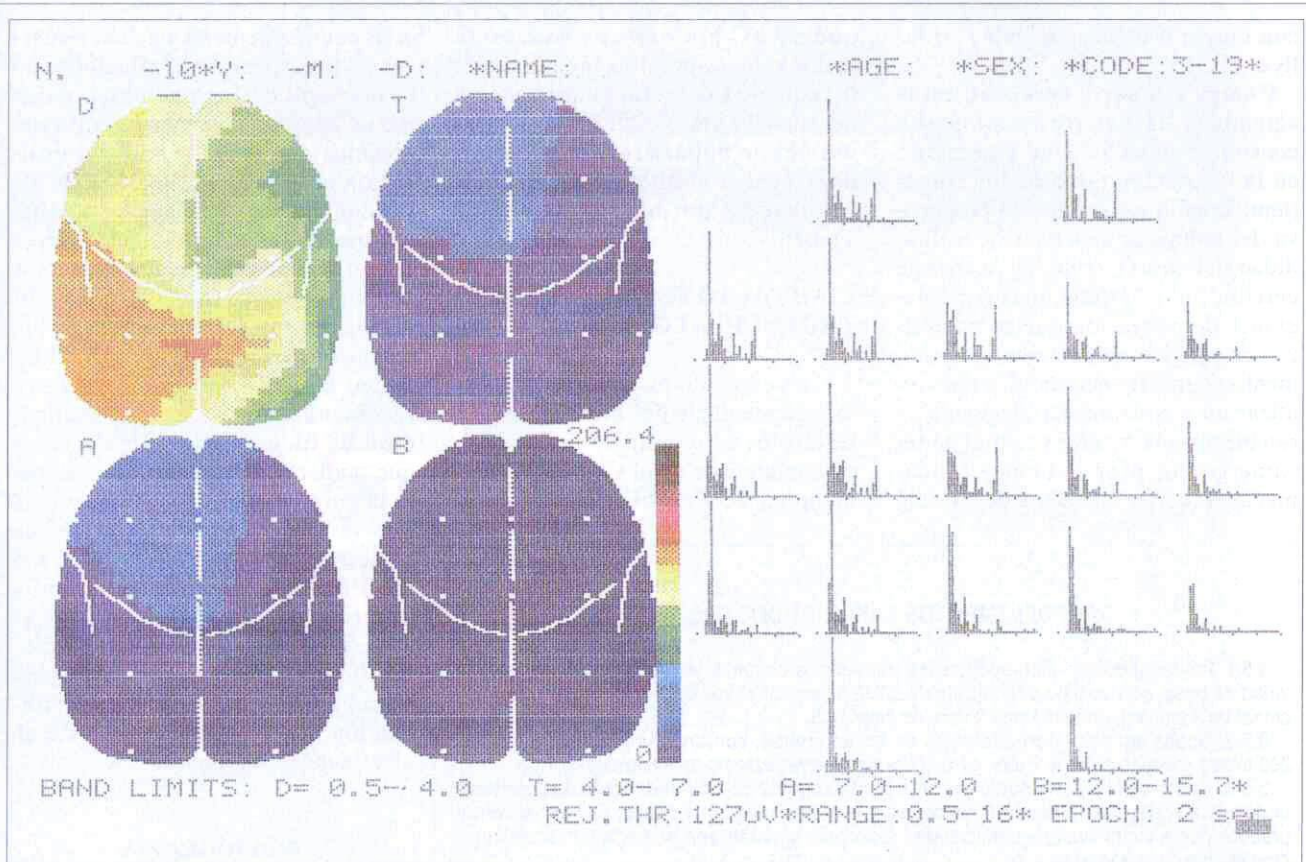 N. -10*Y: -M: -D: *NAME: *AGE: *SEX: *CODE 3-19*
D T
A B
206.4
0
BAND LIMITS: D= 0.5- 4.0 T= 4.0- 7.0 A= 7.0-12.0 B=12.0-15.7*
REJ.THR:127uV*RANGE 0.5-16* EPOCH: 2 sec